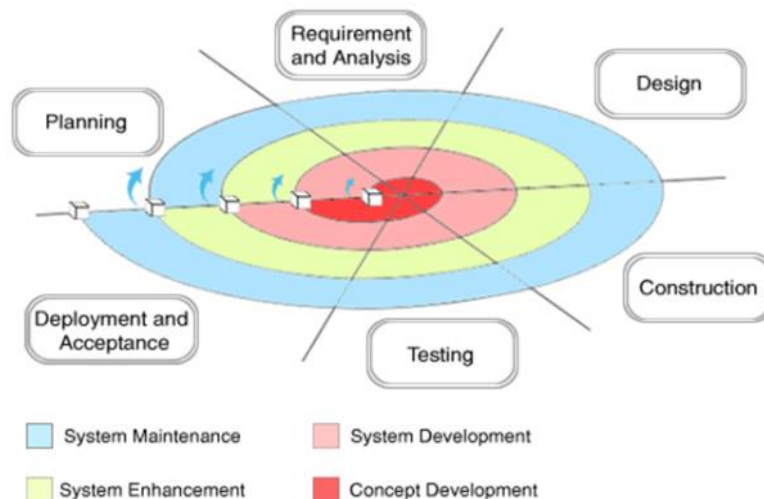 Requirement
and Analysis
Design
Planning
Construction
Deployment and
Acceptance
Testing
System Maintenance
System Development
System Enhancement
Concept Development